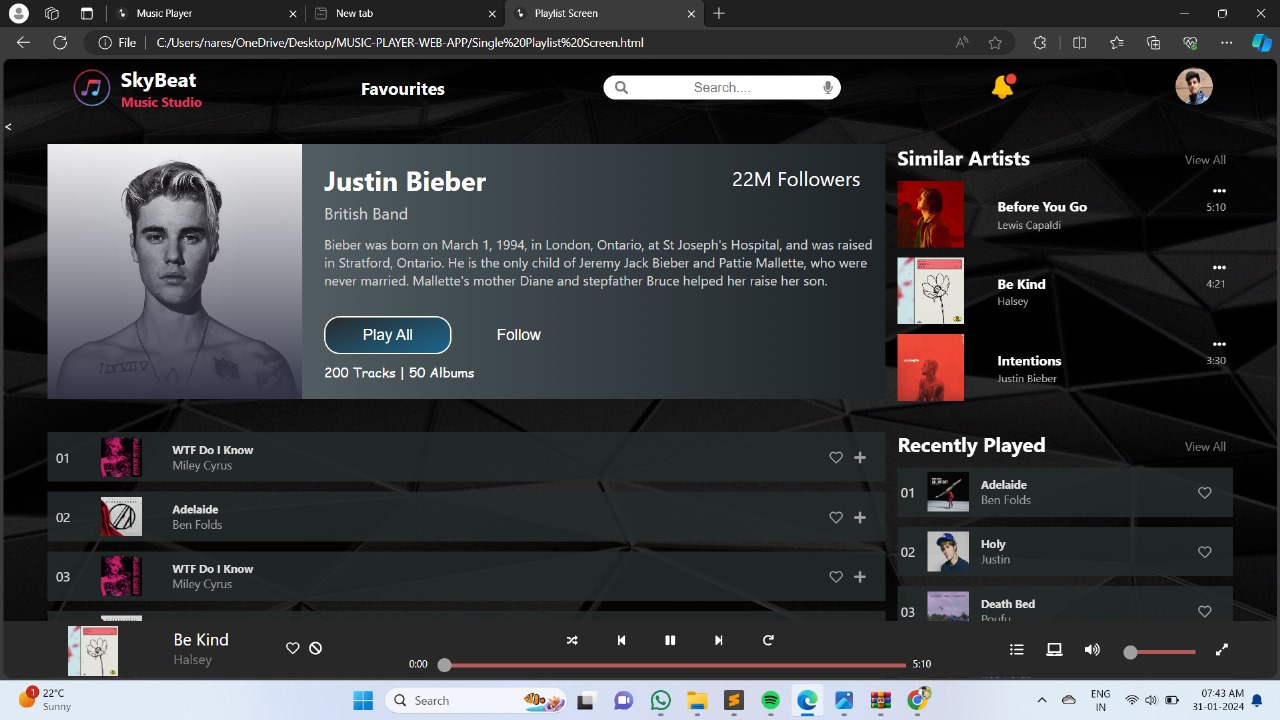 Music Player
New tab
Playlist Screen
File
C:/Users/nares/OneDrive/Desktop/MUSIC-PLAYER-WEB-APP/Single%20Playlist%20Screen.html
SkyBeat
Music Studio
Favourites
Search....
<
Justin Bieber
22M Followers
British Band
Bieber was born on March 1, 1994, in London, Ontario, at St Joseph's Hospital, and was raised
in Stratford, Ontario. He is the only child of Jeremy Jack Bieber and Pattie Mallette, who were
never married. Mallette's mother Diane and stepfather Bruce helped her raise her son.
Play All
Follow
200 Tracks | 50 Albums
Similar Artists
View All
Before You Go
5:10
Lewis Capaldi
Be Kind
4:21
Halsey
Intentions
3:30
Justin Bieber
01
WTF Do I Know
Miley Cyrus
02
Adelaide
Ben Folds
03
WTF Do I Know
Miley Cyrus
Recently Played
View All
01
Adelaide
Ben Folds
02
Holy
Justin
03
Death Bed
Poufu
Be Kind
Halsey
0:00
5:10
1
22°C
Sunny
Search
ENG
IN
07:43 AM
31-01-2024